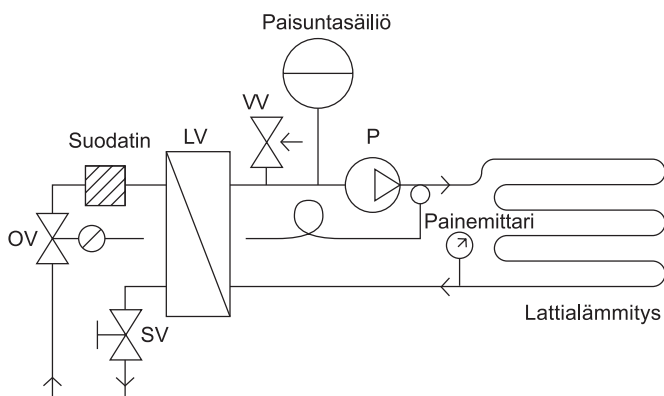 Paisuntasäiliö
VV
P
LV
Suodatin
OV
Painemittari
SV
Lattialämmitys